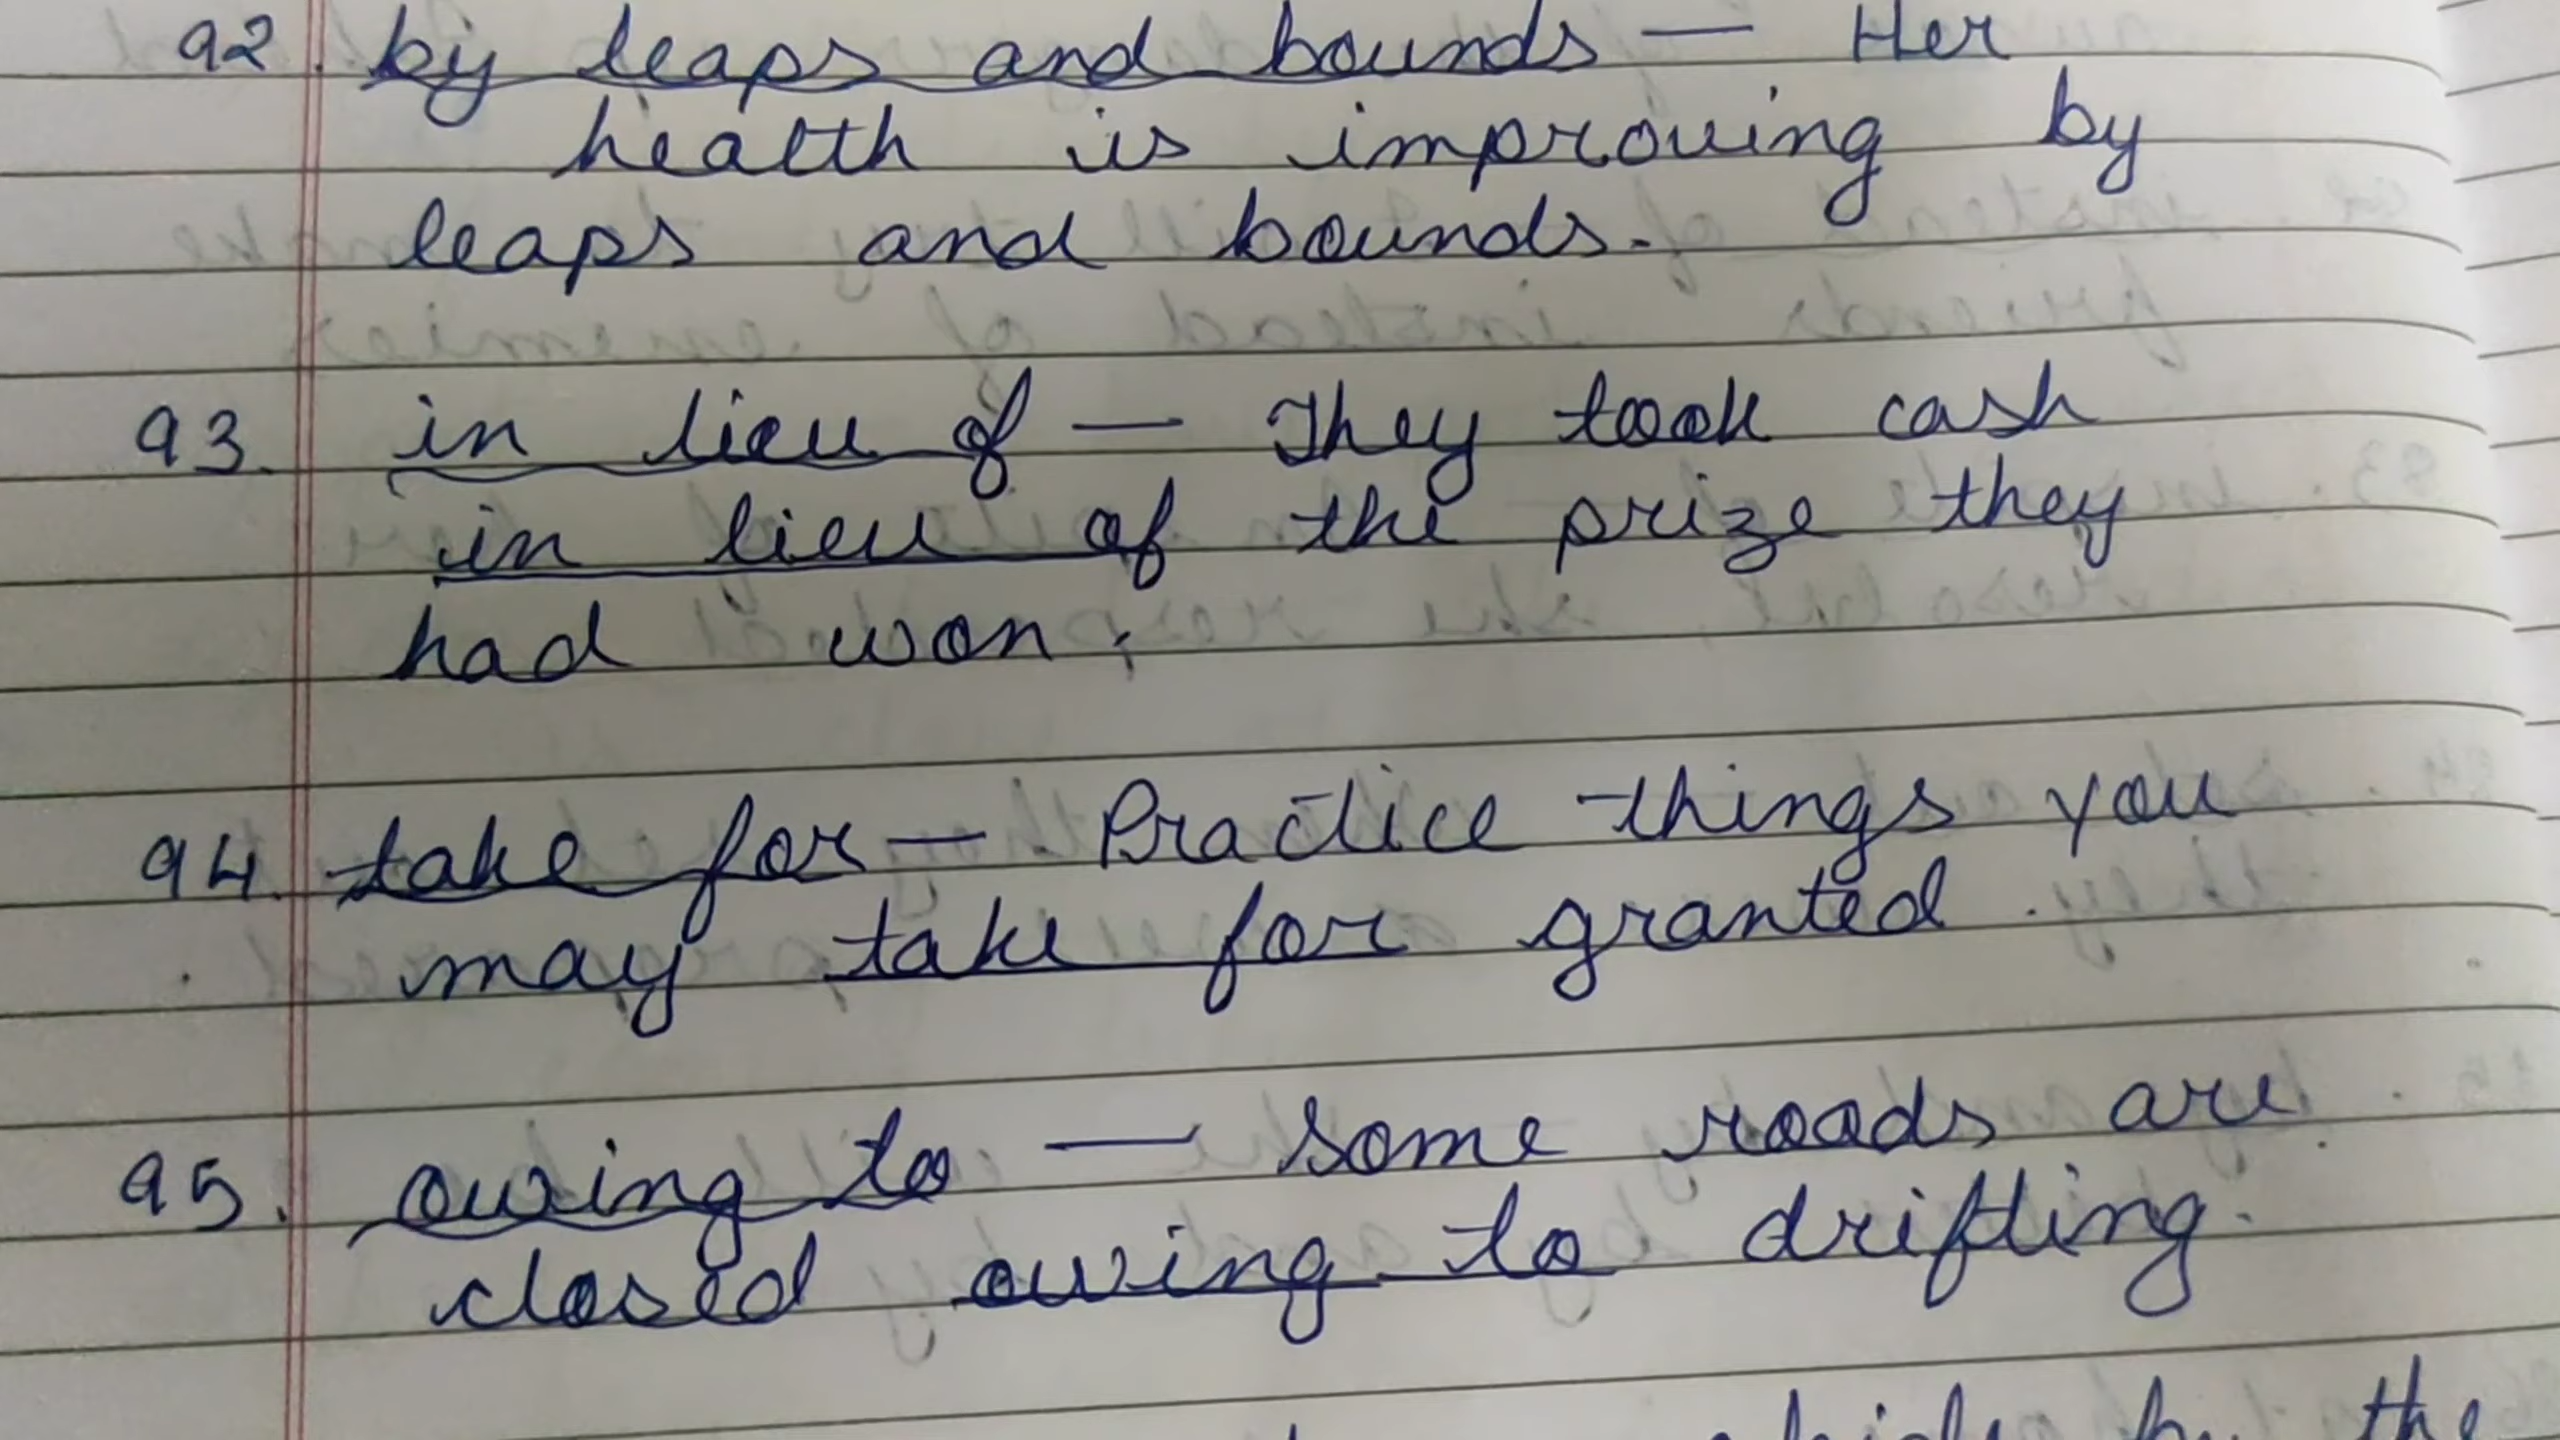 92. by leaps and bounds — Her
health is improving by
leaps and bounds.
93. in lieu of — They took cash
in lieu of the prize they
had won.
94. take for — Practice things you
may take for granted.
95. owing to — Some roads are
closed owing to drifting.
by the